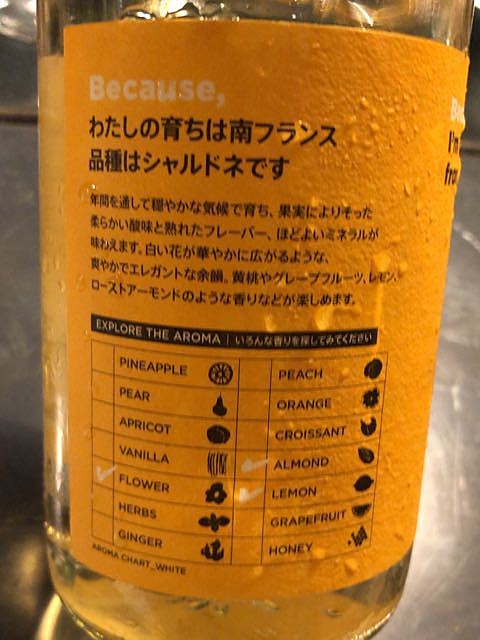 Because,
わたしの育ちは南フランス
品種はシャルドネです
年間を通して穏やかな気候で育ち、果実によりそった
柔らかい酸味と熟れたフレーバー、ほどよいミネラルが
味わえます。白い花が華やかに広がるような、
爽やかでエレガントな余韻。黄桃やグレープフルーツ、レモン、
ローストアーモンドのような香りなどが楽しめます。
EXPLORE THE AROMA | いろんな香りを探してみてください
PINEAPPLE
PEAR
APRICOT
VANILLA
FLOWER
HERBS
GINGER
PEACH
ORANGE
CROISSANT
ALMOND
LEMON
GRAPEFRUIT
HONEY
AROMA CHART_WHITE
I'm